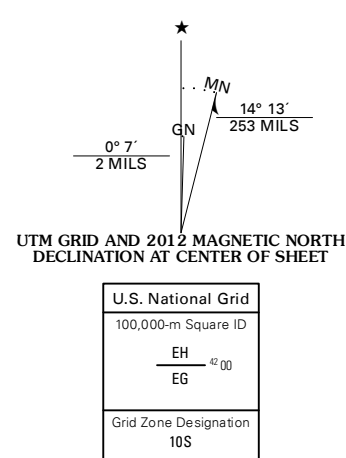 ★
MN
GN
14° 13´
253 MILS
0° 7´
2 MILS
UTM GRID AND 2012 MAGNETIC NORTH
DECLINATION AT CENTER OF SHEET
U.S. National Grid
100,000-m Square ID
EH
42 00
EG
Grid Zone Designation
10S